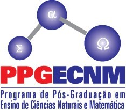 Ω
PPGECNM
Programa de Pós-Graduação em
Ensino de Ciências Naturais e Matemática